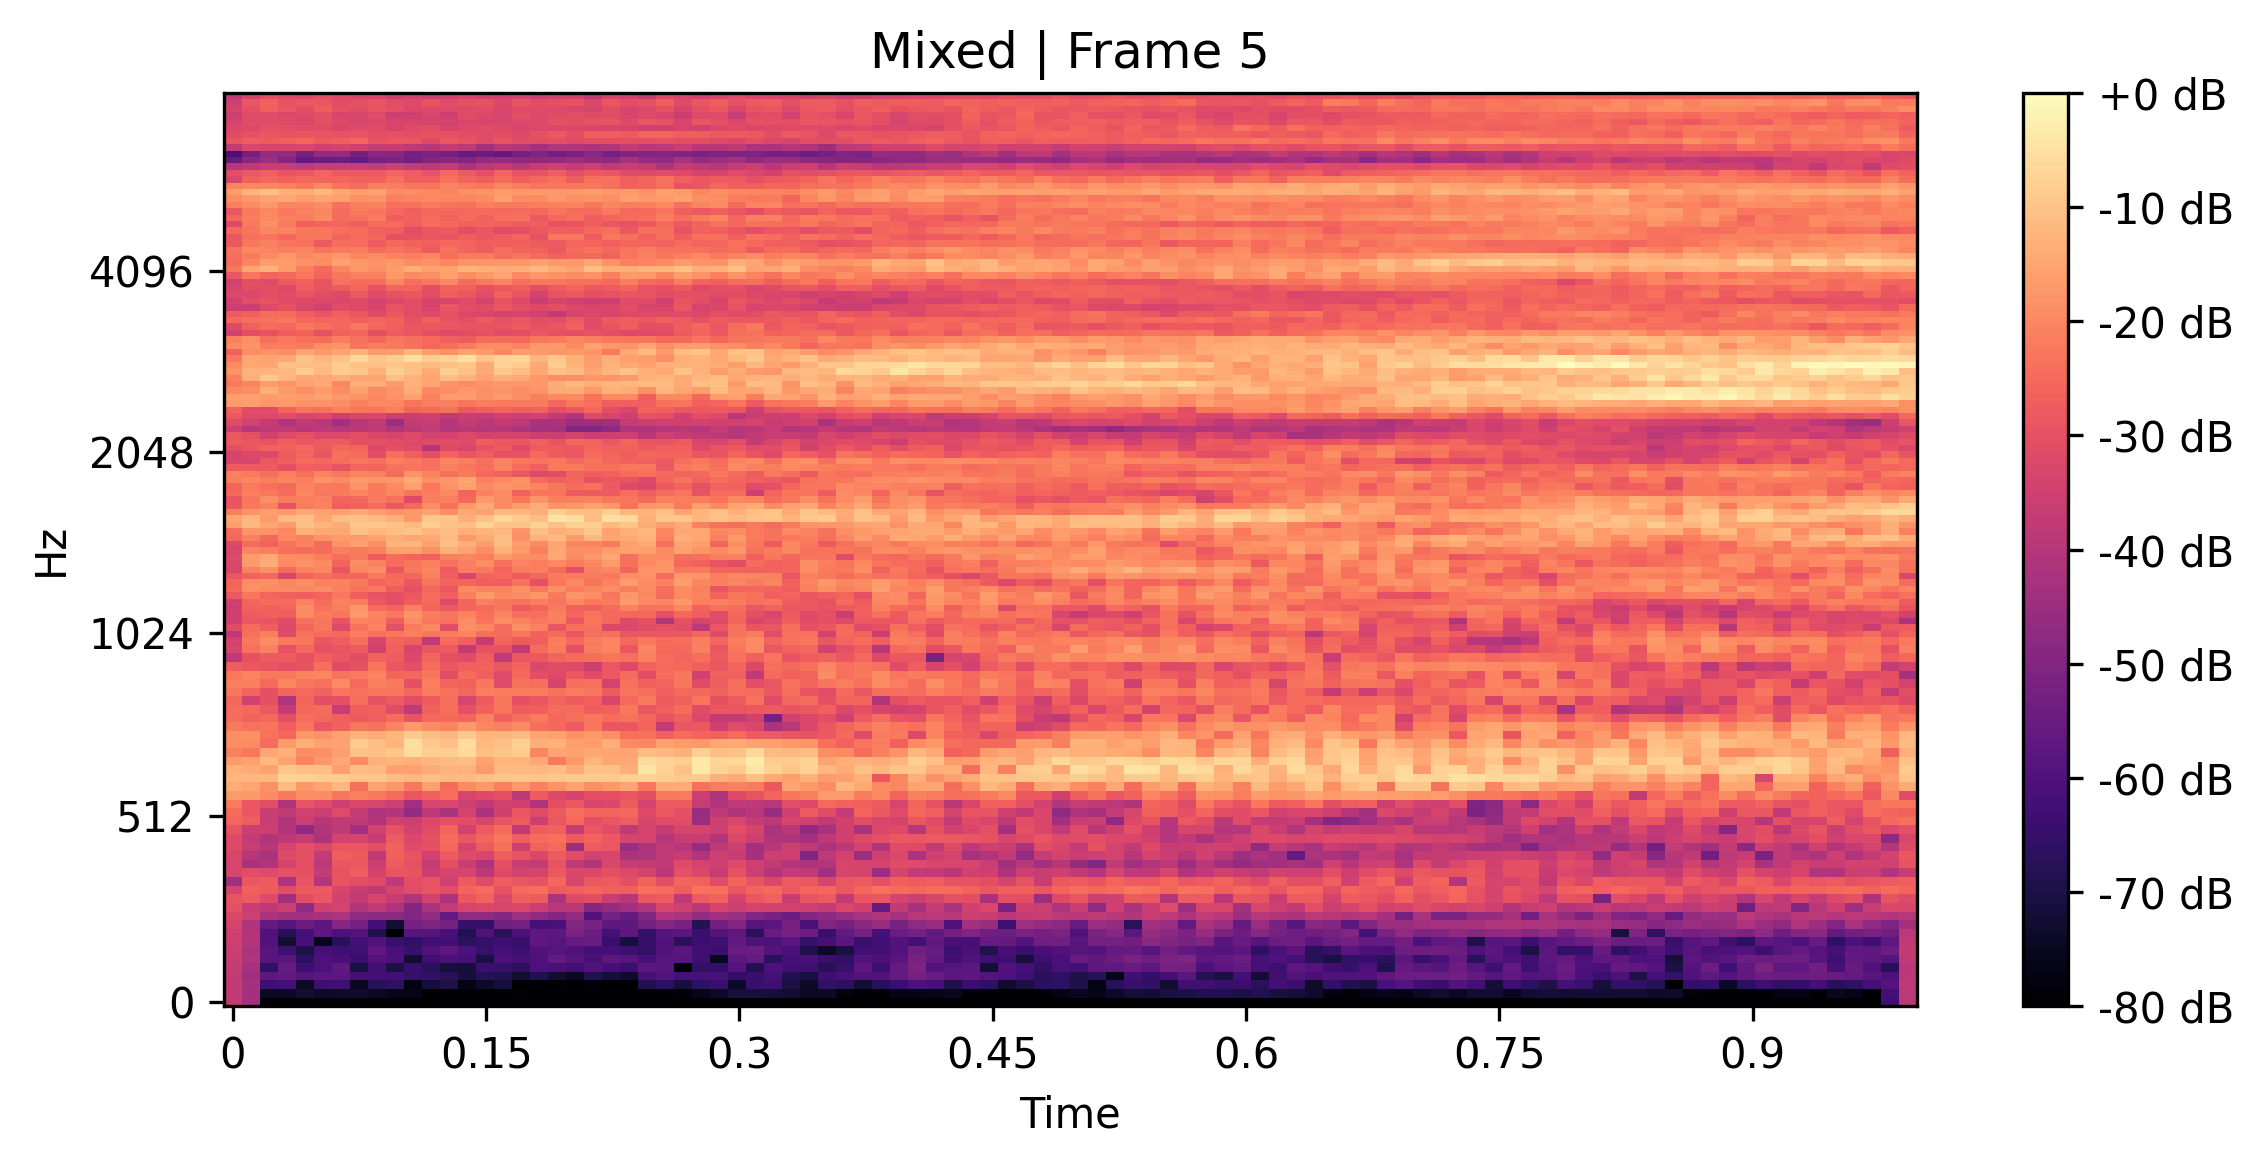 Mixed | Frame 5
Hz
4096
2048
1024
512
0
0 0.15 0.3 0.45 0.6 0.75 0.9
Time
+0 dB
-10 dB
-20 dB
-30 dB
-40 dB
-50 dB
-60 dB
-70 dB
-80 dB